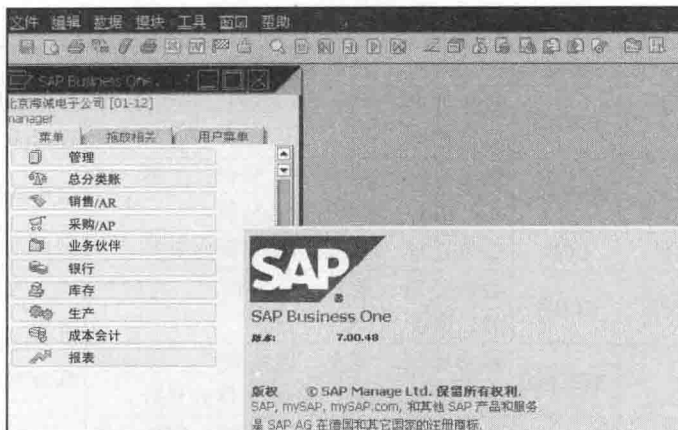 文件 编辑 数据 模块 工具 窗口 帮助
SAP Business One
北京海诚电子公司 [01-12]
manager
菜单 拖放相关 用户菜单
管理
总分类账
销售/AR
采购/AP
业务伙伴
银行
库存
生产
成本会计
报表
SAP
®
SAP Business One
版本: 7.00.48
版权 © SAP Manage Ltd. 保留所有权利.
SAP, mySAP, mySAP.com, 和其他 SAP 产品和服务
是 SAP AG 在德国和其它国家的注册商标.